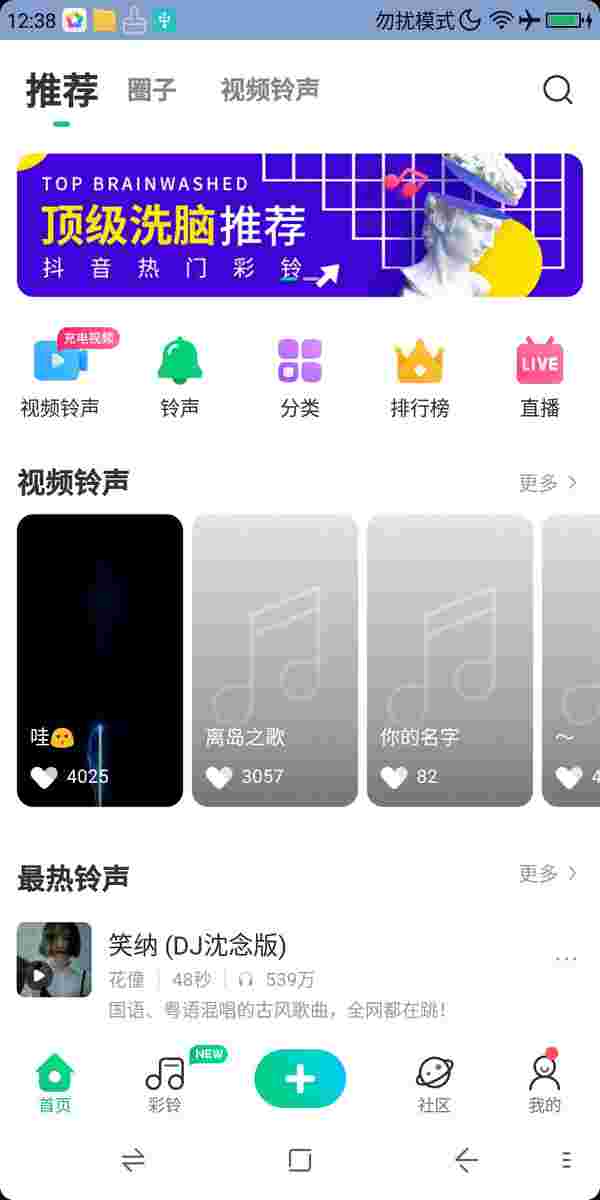 12:38 勿扰模式
推荐 圈子 视频铃声
TOP BRAINWASHED
顶级洗脑推荐
抖音热门彩铃
充电视频
LIVE
视频铃声 铃声 分类 排行榜 直播
视频铃声 更多
哇 离岛之歌 你的名字 ～
4025 3057 82 4
最热铃声 更多
笑纳 (DJ沈念版)
花僮 48秒 539万
国语、粤语混唱的古风歌曲，全网都在跳！
NEW
首页 彩铃 社区 我的